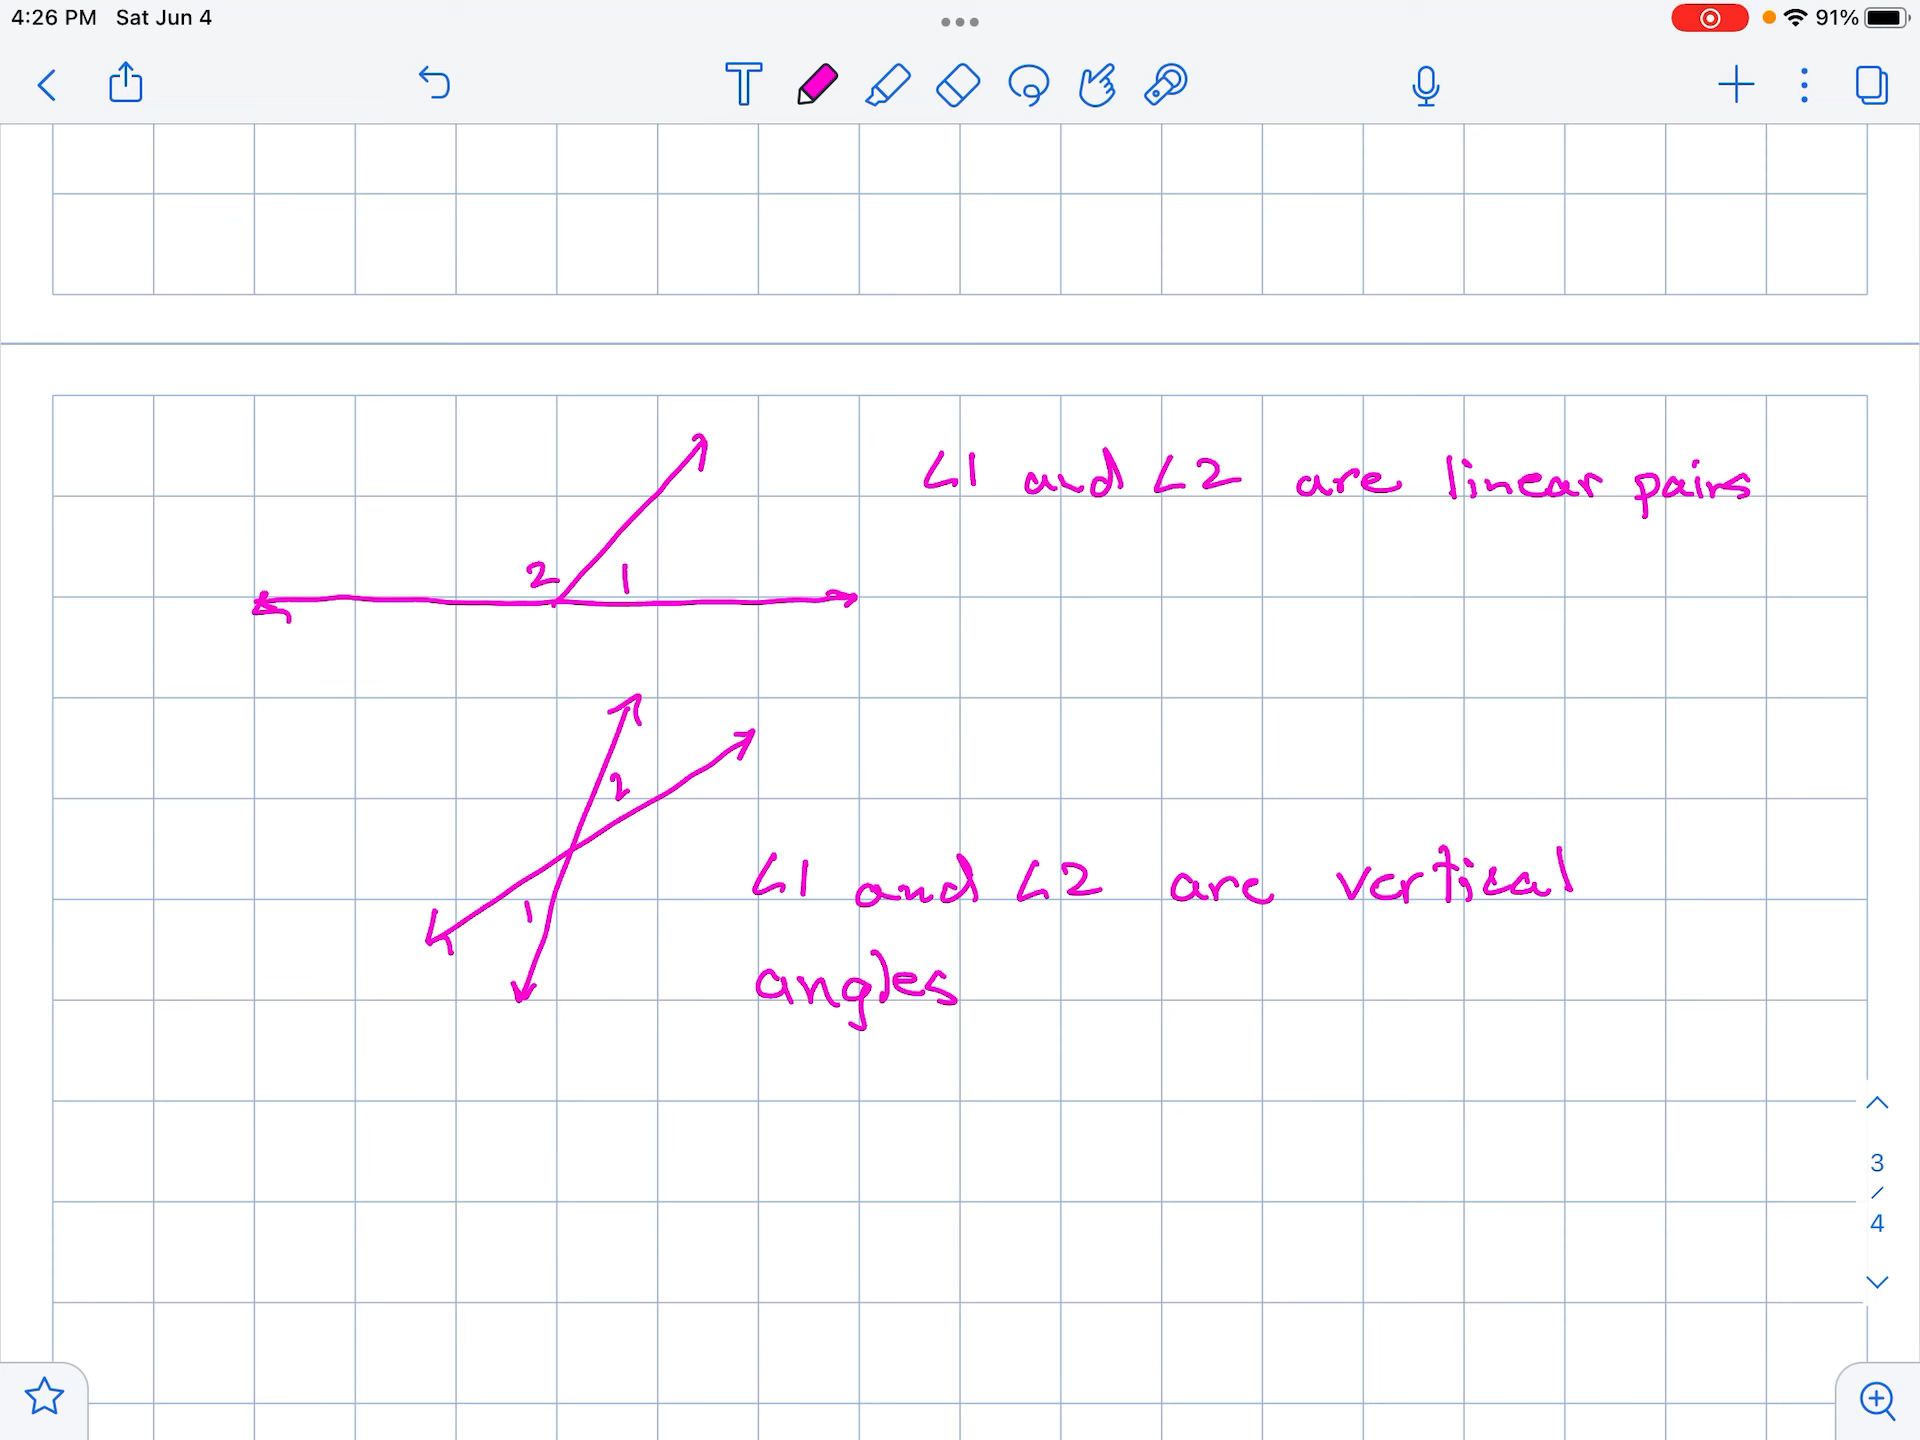 4:26 PM Sat Jun 4
91%
T
∠1 and ∠2 are linear pairs
2 1
2
1
∠1 and ∠2 are vertical
angles
3
/
4